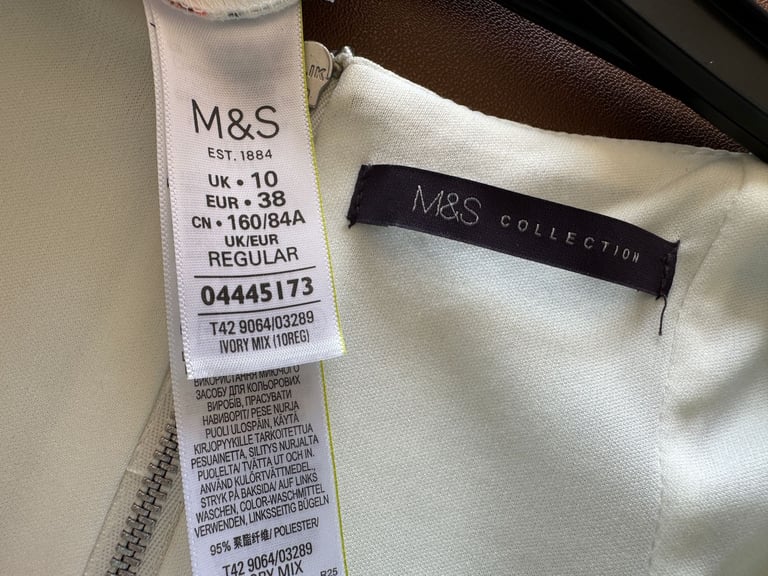 M&S
EST. 1884
UK • 10
EUR • 38
CN • 160/84A
UK/EUR
REGULAR
04445173
T42 9064/03289
IVORY MIX (10REG)
M&S COLLECTION
ВИКОРИСТАННЯ МИЮЧОГО
ЗАСОБУ ДЛЯ КОЛЬОРОВИХ
ВИРОБІВ, ПРАСУВАТИ
НАВИВОРІТ/ PESE NURJA
PUOLI ULOSPÄIN, KÄYTÄ
KIRJOPYYKILLE TARKOITETTUA
PESUAINETTA, SILITYS NURJALTA
PUOLELTA/ TVÄTTA UT OCH IN.
ANVÄND KULÖRTVÄTTMEDEL,
STRYK PÅ BAKSIDA/ AUF LINKS
WASCHEN, COLOR-WASCHMITTEL
VERWENDEN, LINKSSEITIG BÜGELN
95% 聚酯纤维/ POLIESTER/
T42 9064/03289
IVORY MIX
R25